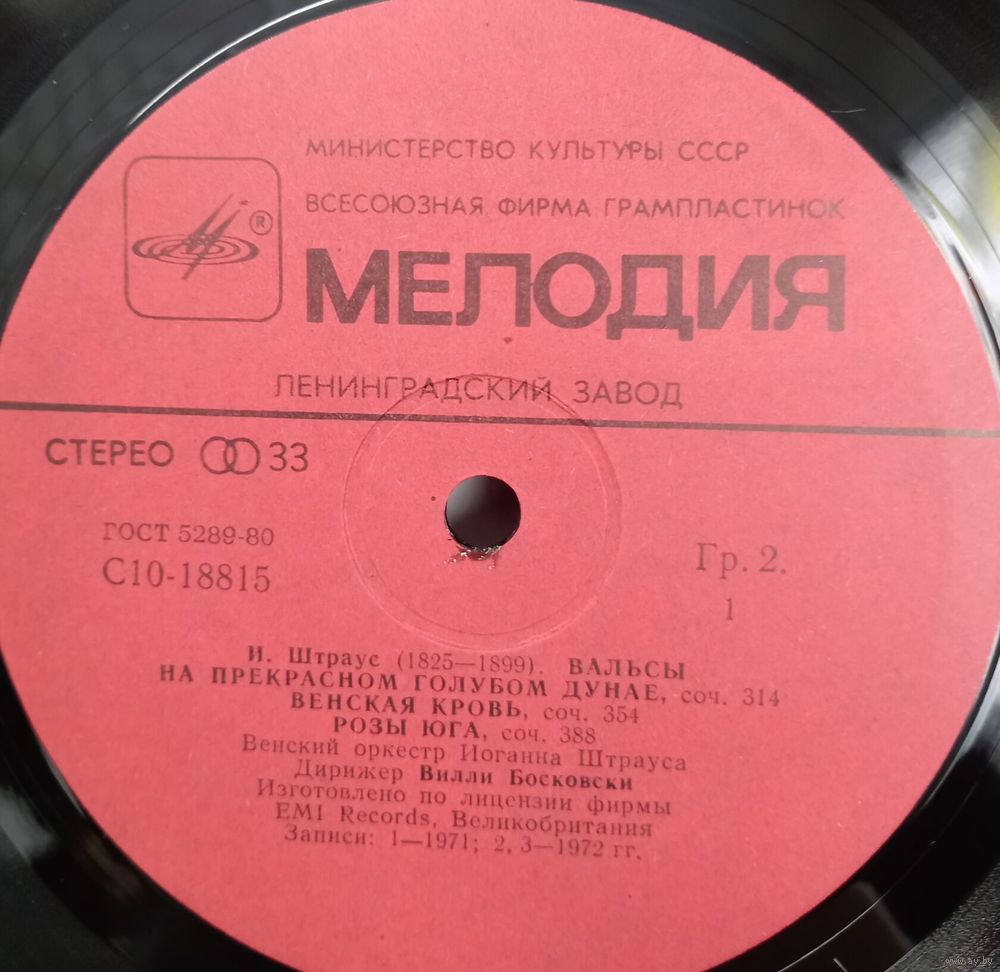 МИНИСТЕРСТВО КУЛЬТУРЫ СССР
ВСЕСОЮЗНАЯ ФИРМА ГРАМПЛАСТИНОК
®
МЕЛОДИЯ
ЛЕНИНГРАДСКИЙ ЗАВОД
СТЕРЕО 33
ГОСТ 5289-80
С10-18815
Гр. 2.
1
И. Штраус (1825—1899). ВАЛЬСЫ
НА ПРЕКРАСНОМ ГОЛУБОМ ДУНАЕ, соч. 314
ВЕНСКАЯ КРОВЬ, соч. 354
РОЗЫ ЮГА, соч. 388
Венский оркестр Иоганна Штрауса
Дирижер Вилли Босковски
Изготовлено по лицензии фирмы
EMI Records, Великобритания
Записи: 1—1971; 2, 3—1972 гг.
www.ay.by